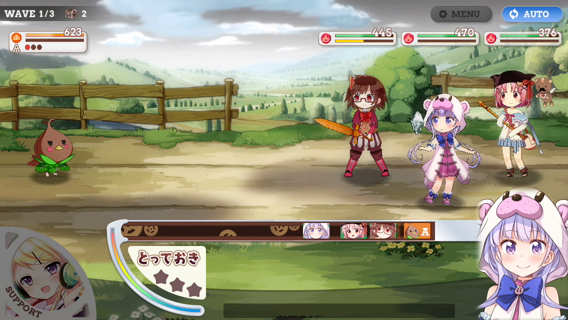 WAVE 1/3
2
MENU
AUTO
623
A
445
470
376
A
とっておき
SUPPORT